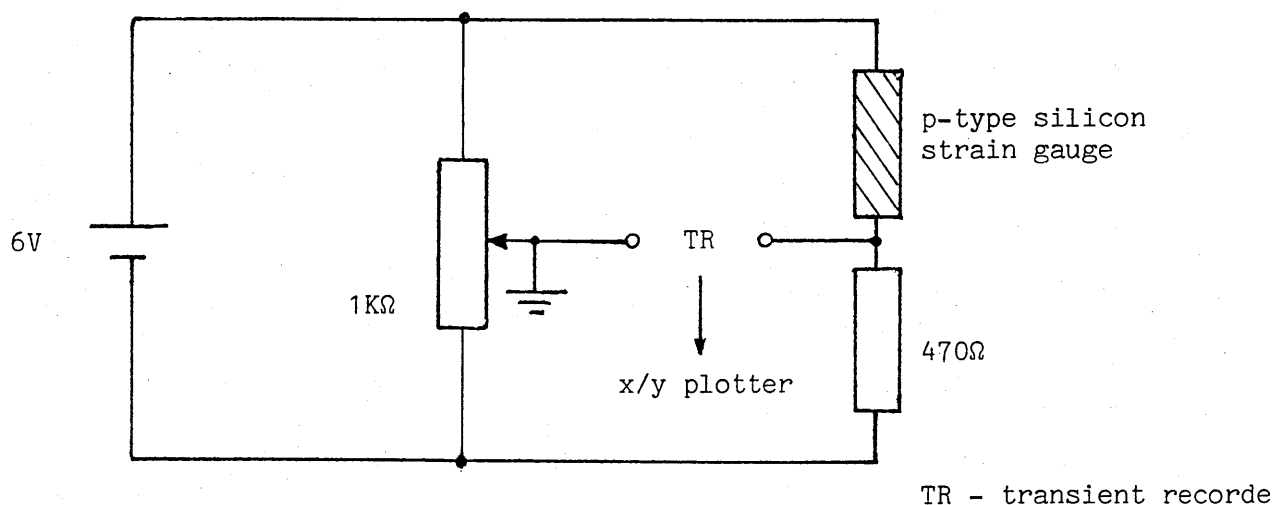 p-type silicon
strain gauge
6V
TR
1KΩ
470Ω
x/y plotter
TR - transient recorde